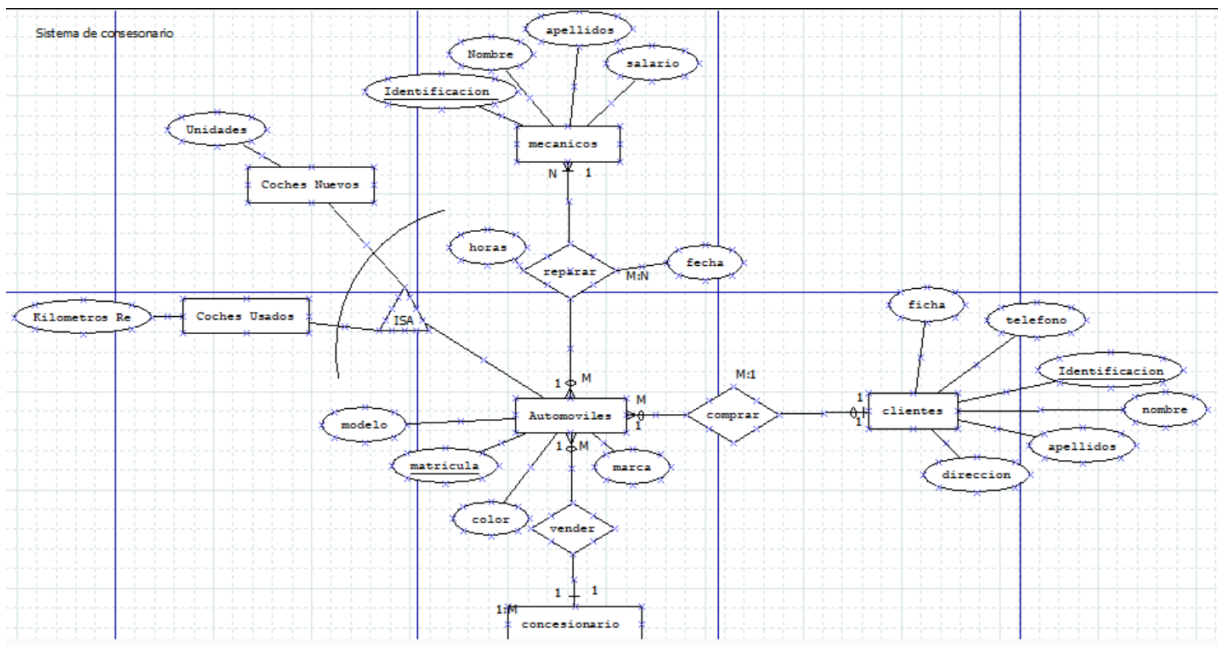 Sistema de consesonario
apellidos
Nombre
salario
Identificacion
mecanicos
N 1
Unidades
Coches Nuevos
horas
reparar
fecha
M:N
Kilometros Re
Coches Usados
ISA
ficha
telefono
Identificacion
nombre
apellidos
direccion
clientes
1
1
M:1
comprar
M
1
1 M
Automoviles
modelo
matricula
marca
color
1 M
vender
1 1
1:M
concesionario